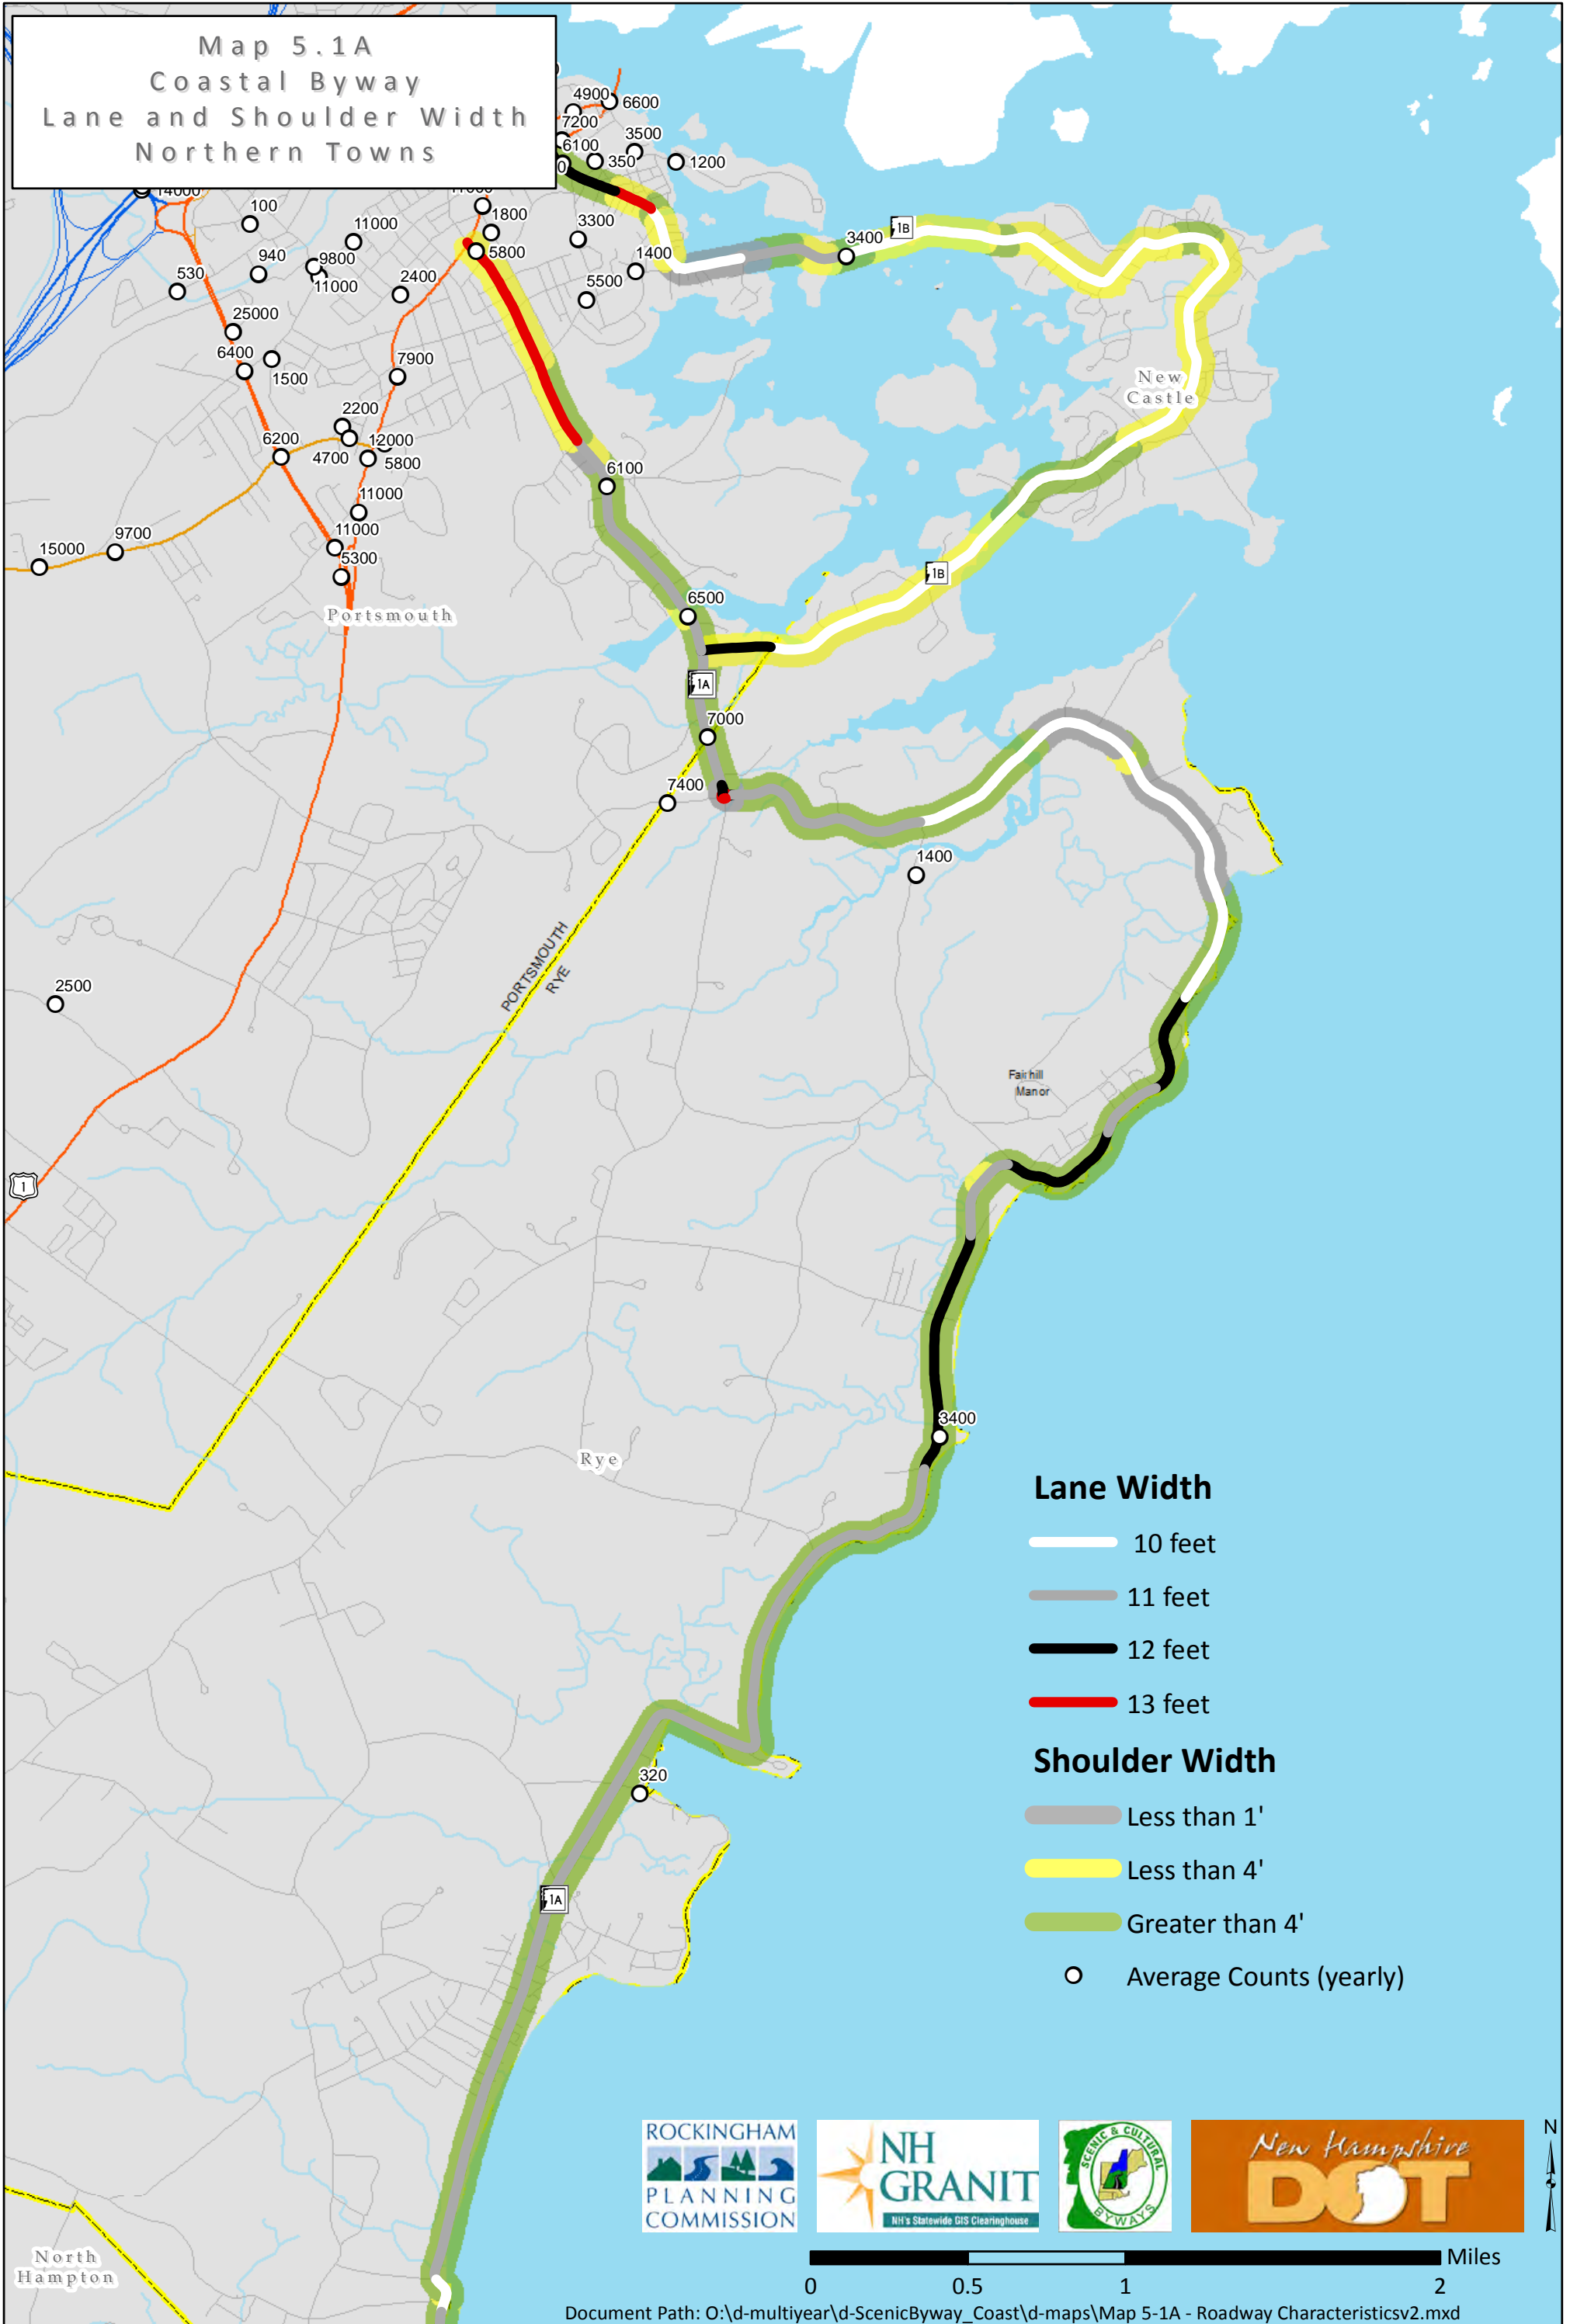 Map 5.1A
Coastal Byway
Lane and Shoulder Width
Northern Towns
4900
6600
7200
6100
3500
350
1200
14000
100
11000
1800
3300
1B
3400
940
9800
11000
5800
1400
530
2400
5500
25000
6400
1500
7900
New
Castle
2200
6200
4700
12000
5800
6100
11000
11000
9700
15000
5300
1B
Portsmouth
6500
1A
7000
7400
1400
PORTSMOUTH
RYE
2500
Fairhill
Manor
1
3400
Rye
Lane Width
10 feet
11 feet
12 feet
13 feet
Shoulder Width
320
Less than 1'
Less than 4'
1A
Greater than 4'
Average Counts (yearly)
ROCKINGHAM
PLANNING
COMMISSION
NH
GRANIT
NH's Statewide GIS Clearinghouse
SCENIC & CULTURAL
BYWAYS
New Hampshire
DOT
N
North
Hampton
Miles
0 0.5 1 2
Document Path: O:\d-multiyear\d-ScenicByway_Coast\d-maps\Map 5-1A - Roadway Characteristicsv2.mxd